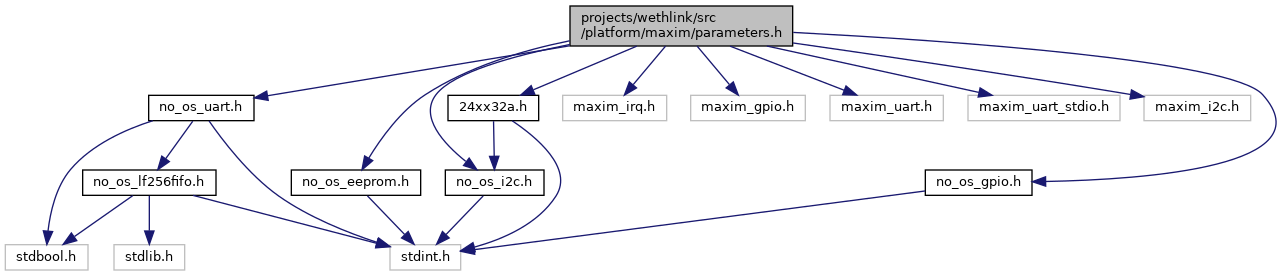 projects/wethlink/src
/platform/maxim/parameters.h
no_os_uart.h
24xx32a.h
maxim_irq.h
maxim_gpio.h
maxim_uart.h
maxim_uart_stdio.h
maxim_i2c.h
no_os_lf256fifo.h
no_os_eeprom.h
no_os_i2c.h
no_os_gpio.h
stdbool.h
stdlib.h
stdint.h